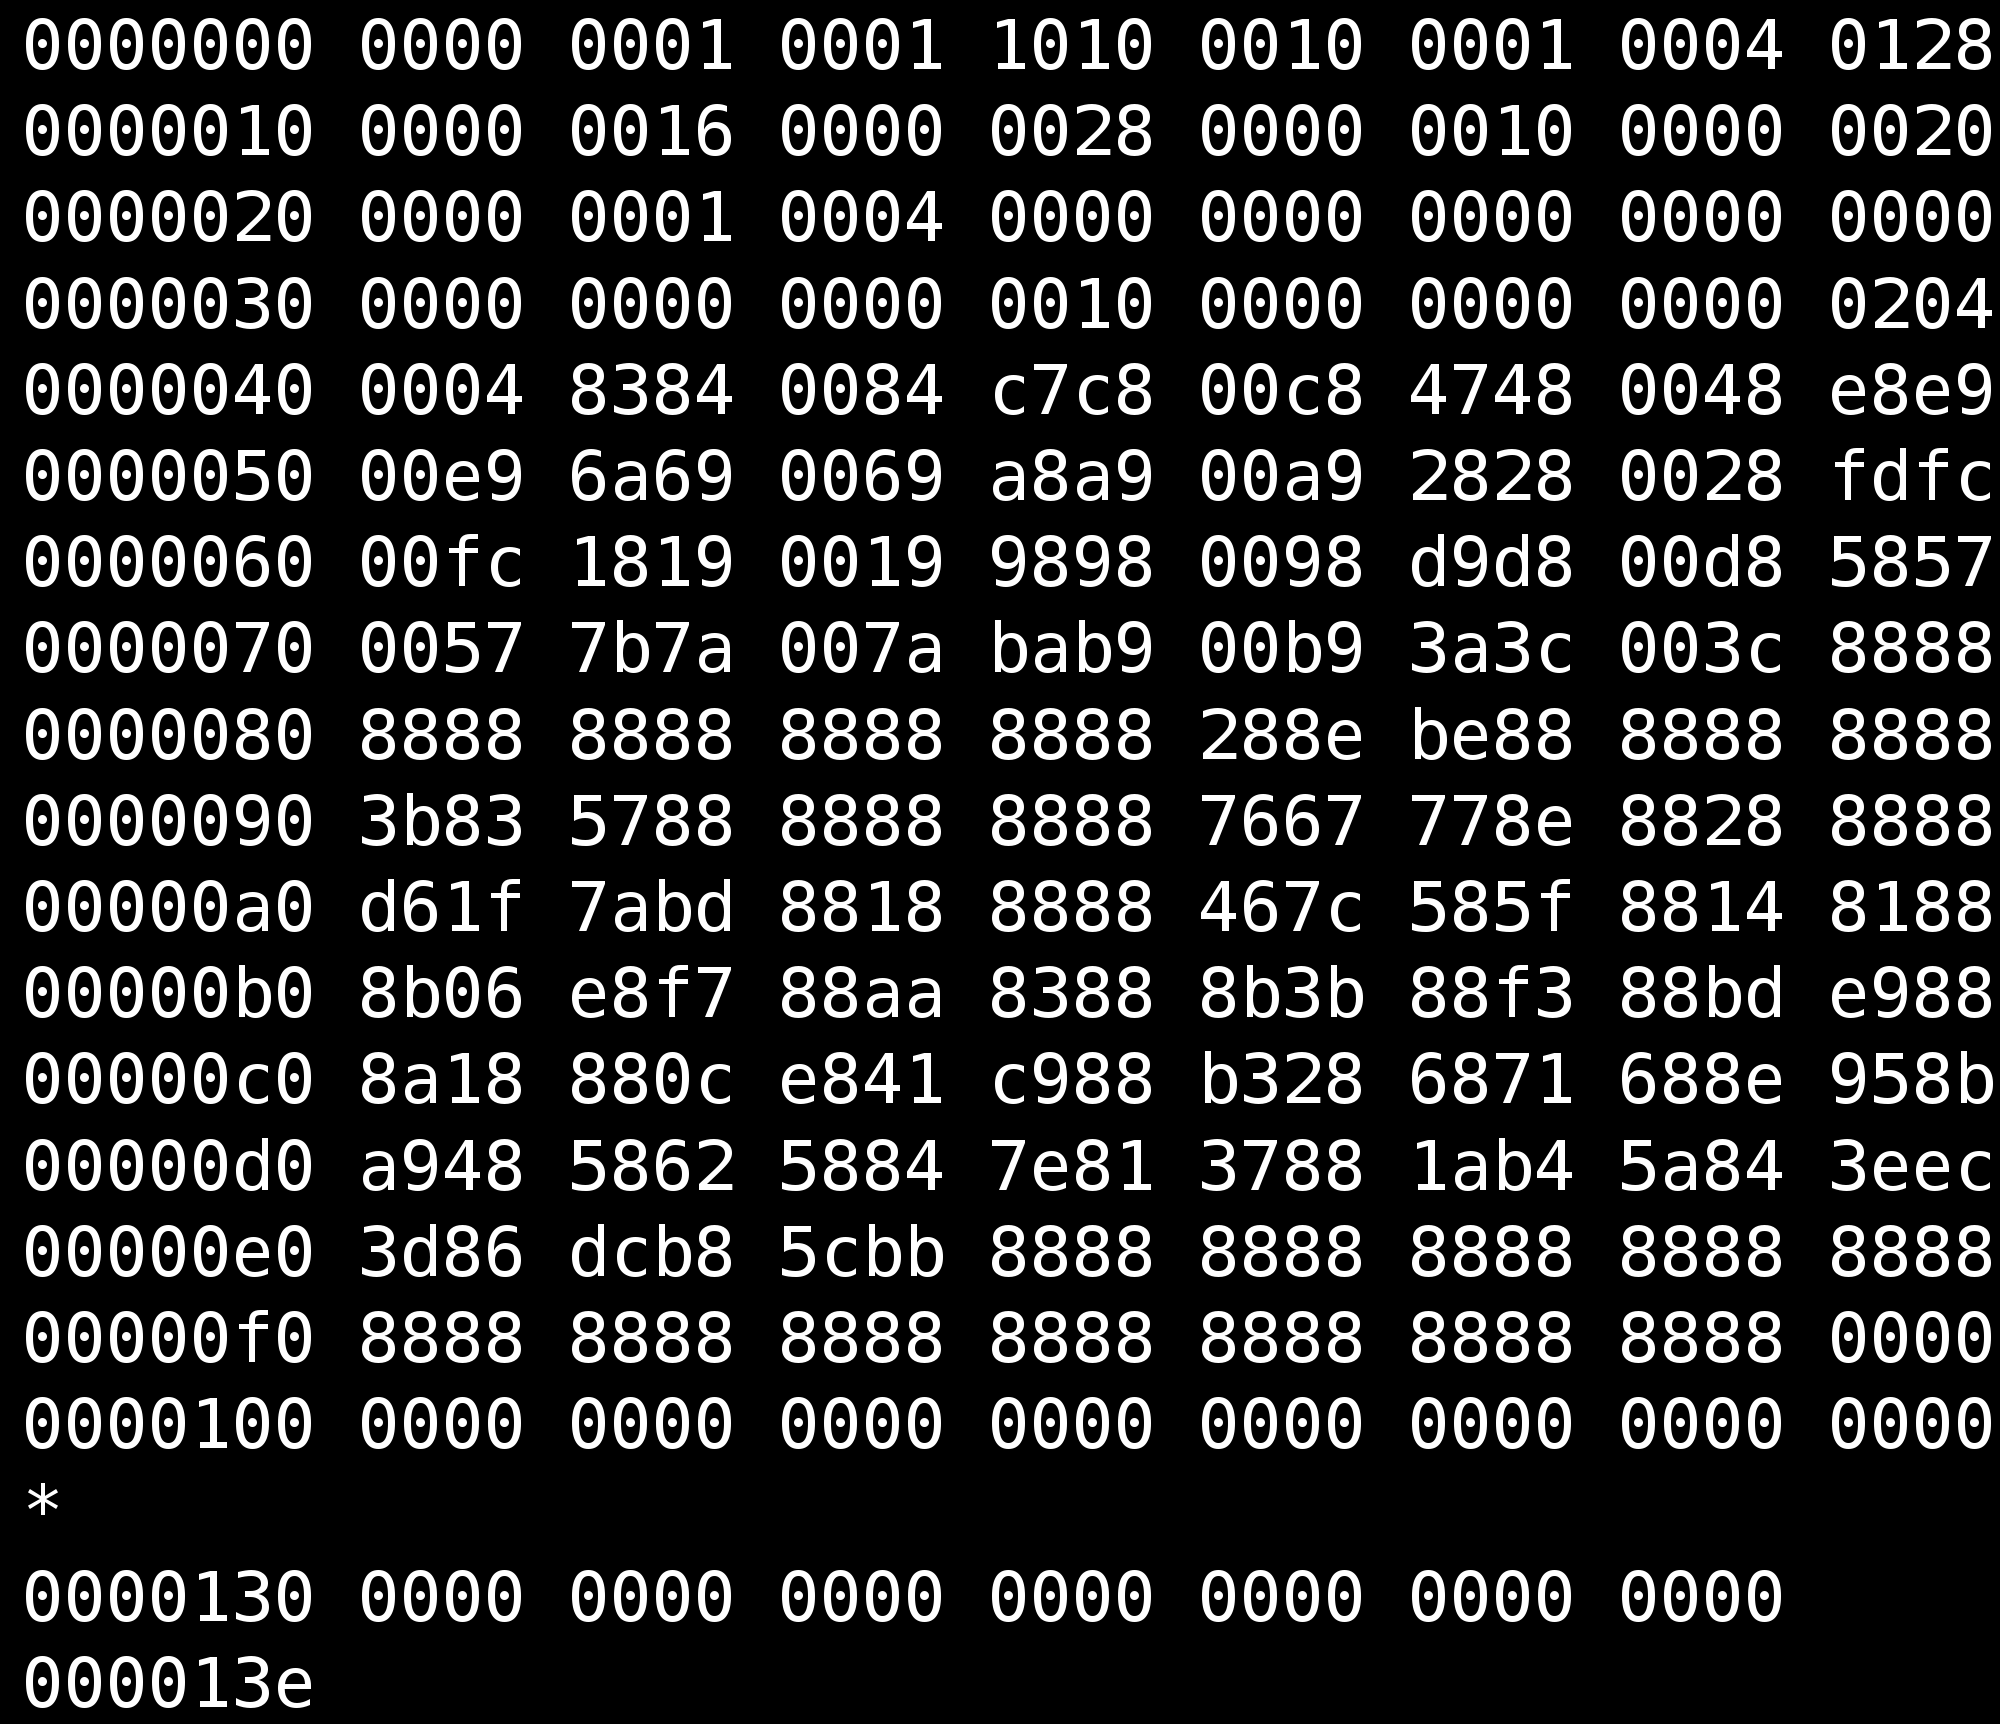 0000000 0000 0001 0001 1010 0010 0001 0004 0128
0000010 0000 0016 0000 0028 0000 0010 0000 0020
0000020 0000 0001 0004 0000 0000 0000 0000 0000
0000030 0000 0000 0000 0010 0000 0000 0000 0204
0000040 0004 8384 0084 c7c8 00c8 4748 0048 e8e9
0000050 00e9 6a69 0069 a8a9 00a9 2828 0028 fdfc
0000060 00fc 1819 0019 9898 0098 d9d8 00d8 5857
0000070 0057 7b7a 007a bab9 00b9 3a3c 003c 8888
0000080 8888 8888 8888 8888 288e be88 8888 8888
0000090 3b83 5788 8888 8888 7667 778e 8828 8888
00000a0 d61f 7abd 8818 8888 467c 585f 8814 8188
00000b0 8b06 e8f7 88aa 8388 8b3b 88f3 88bd e988
00000c0 8a18 880c e841 c988 b328 6871 688e 958b
00000d0 a948 5862 5884 7e81 3788 1ab4 5a84 3eec
00000e0 3d86 dcb8 5cbb 8888 8888 8888 8888 8888
00000f0 8888 8888 8888 8888 8888 8888 8888 0000
0000100 0000 0000 0000 0000 0000 0000 0000 0000
*
0000130 0000 0000 0000 0000 0000 0000 0000
000013e